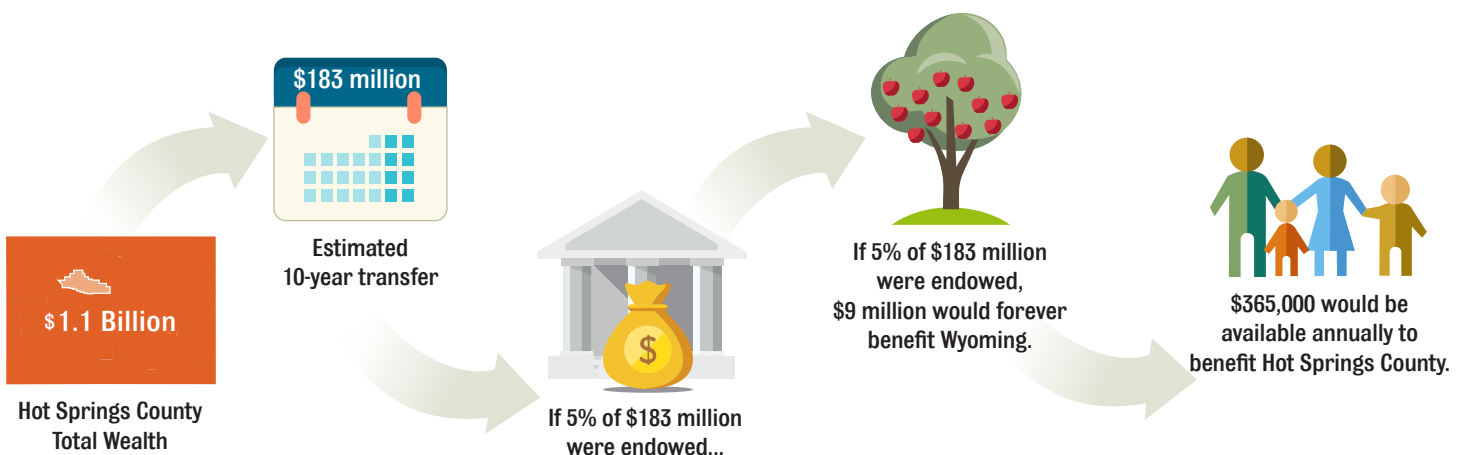 $1.1 Billion
Hot Springs County
Total Wealth
$183 million
Estimated
10-year transfer
$
If 5% of $183 million
were endowed...
If 5% of $183 million
were endowed,
$9 million would forever
benefit Wyoming.
$365,000 would be
available annually to
benefit Hot Springs County.